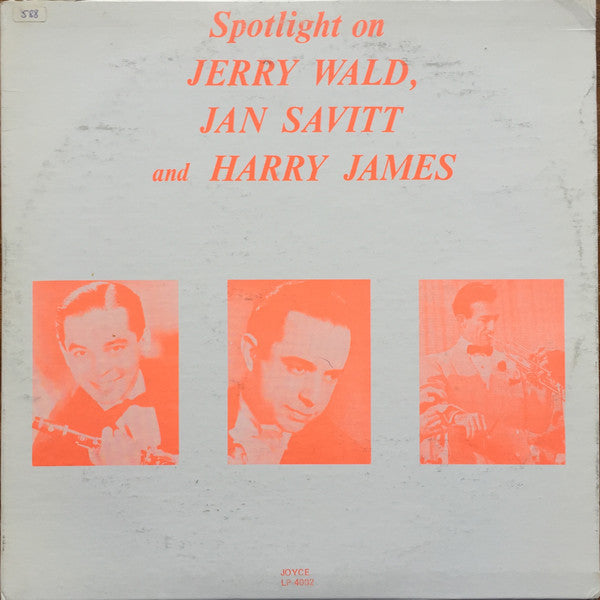 588
Spotlight on
JERRY WALD,
JAN SAVITT
and HARRY JAMES
JOYCE
LP-4002